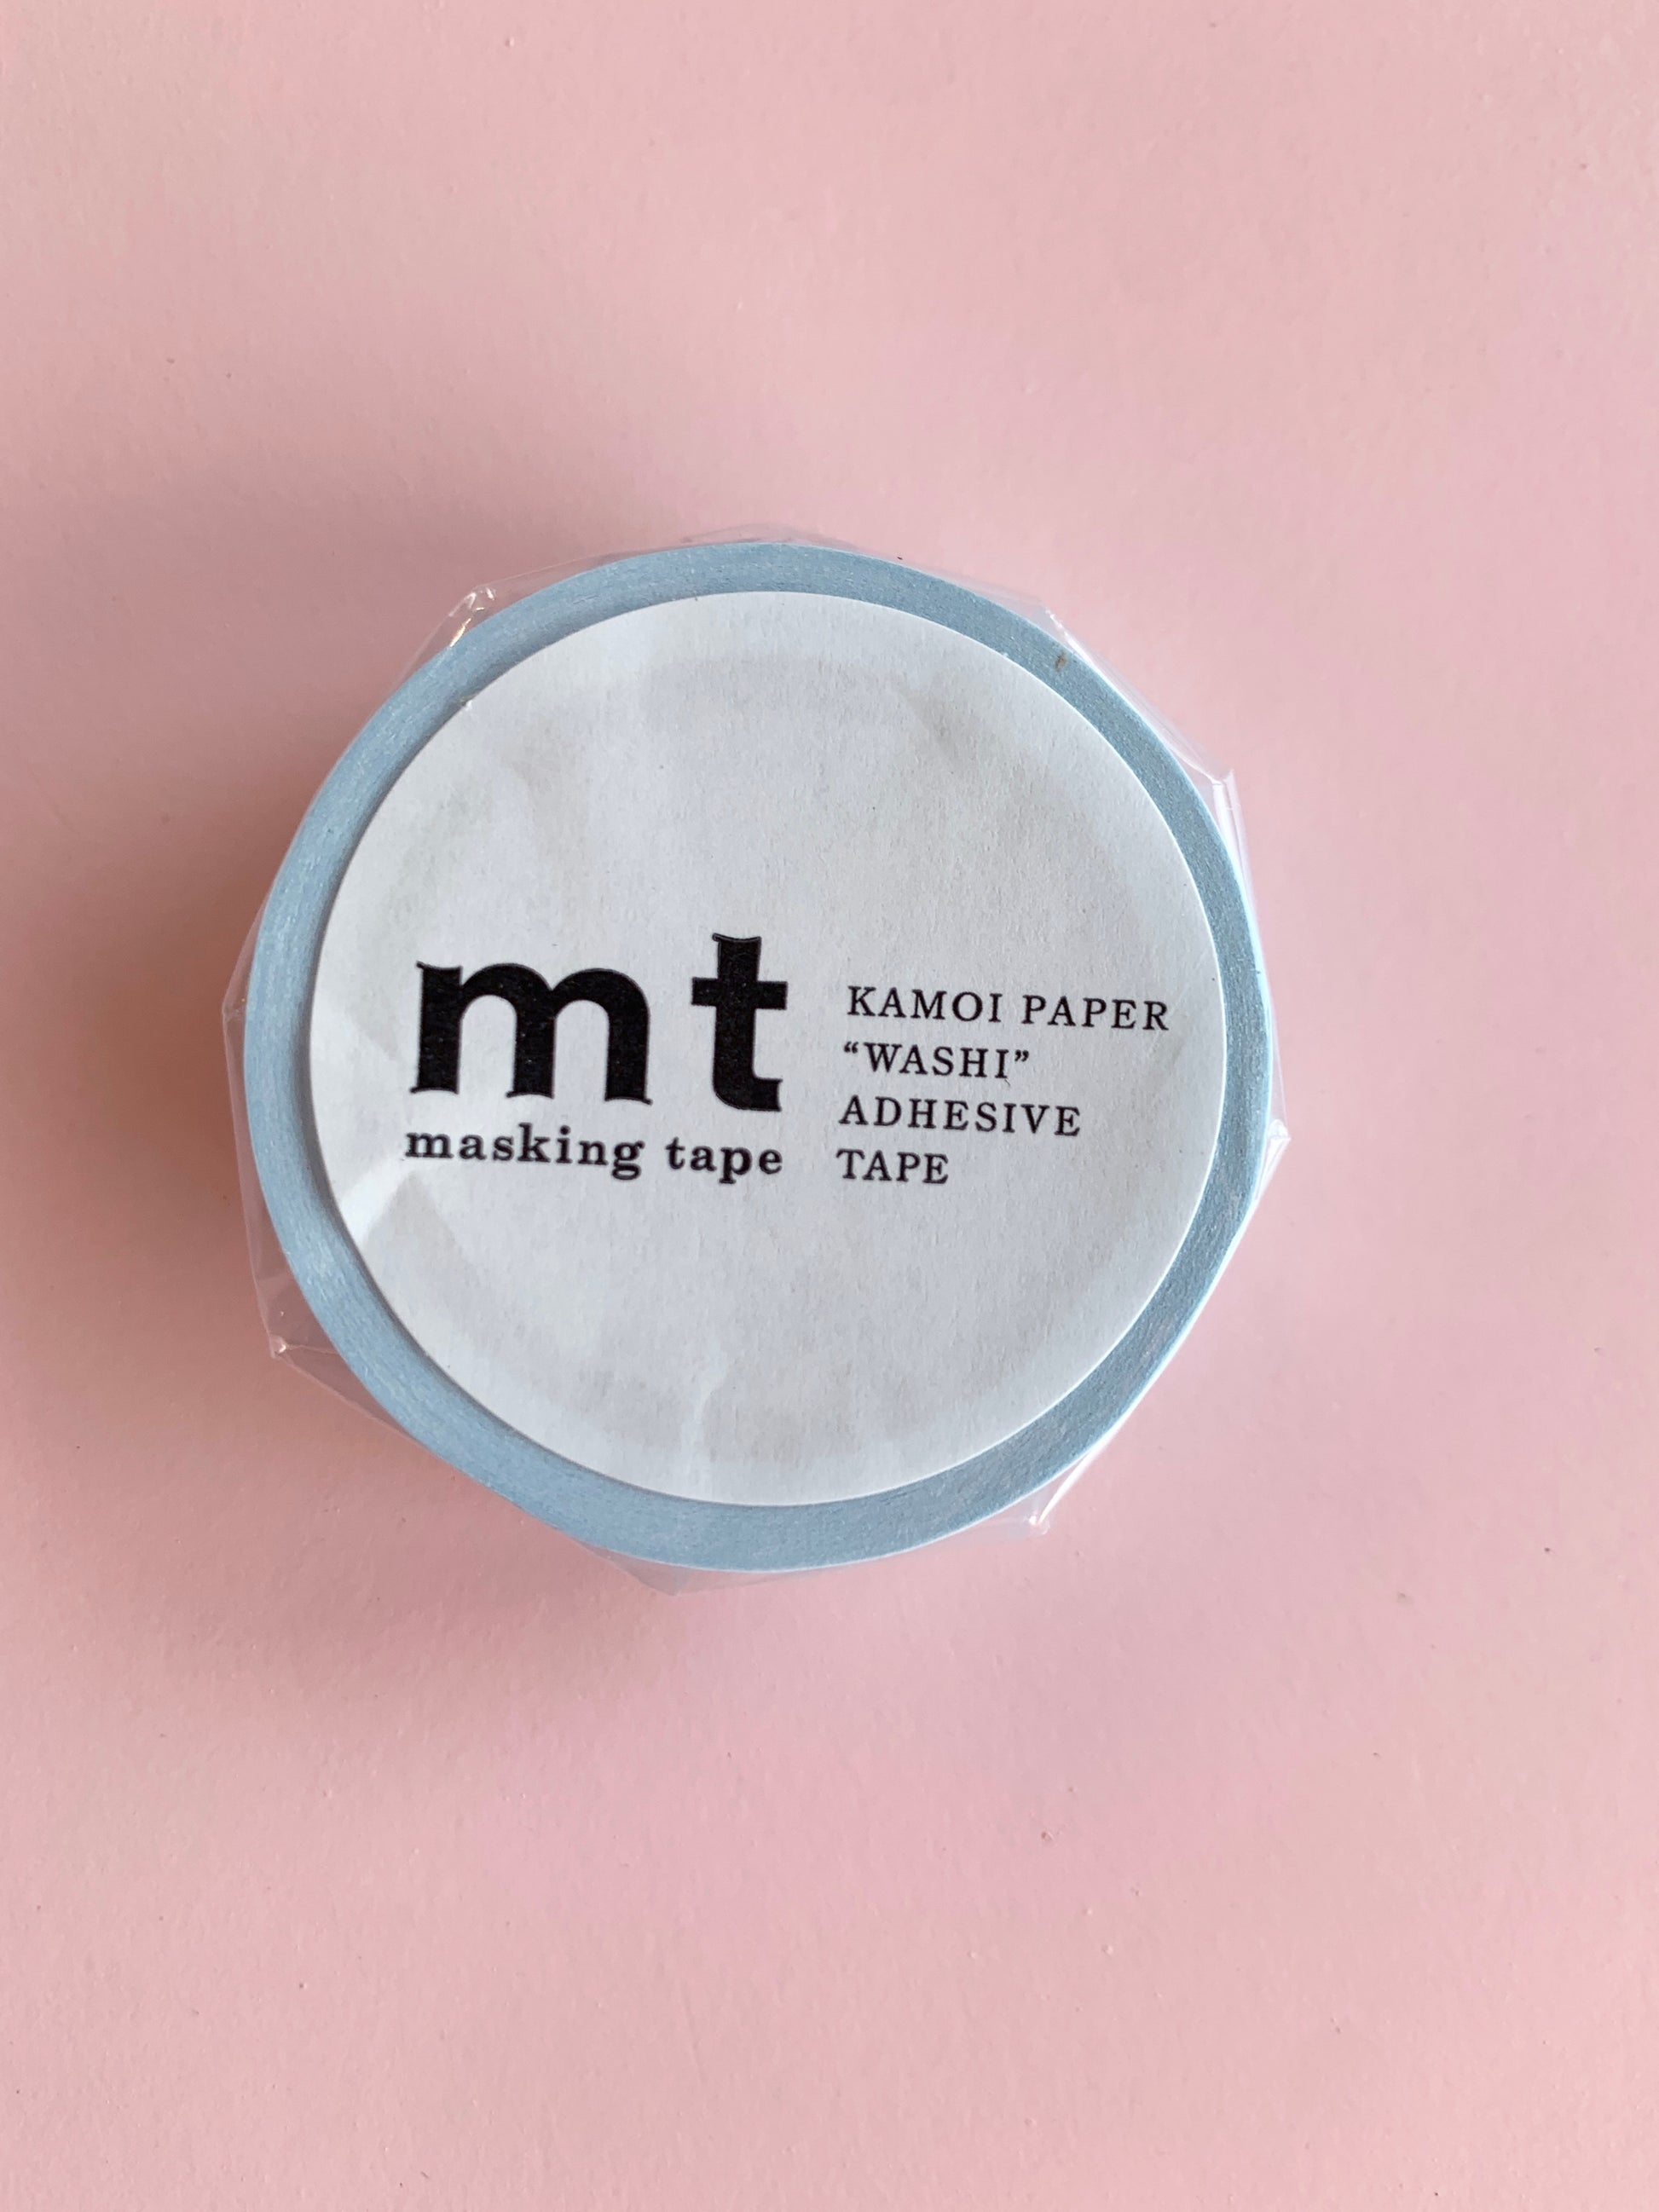 mt
masking tape
KAMOI PAPER
“WASHI”
ADHESIVE
TAPE